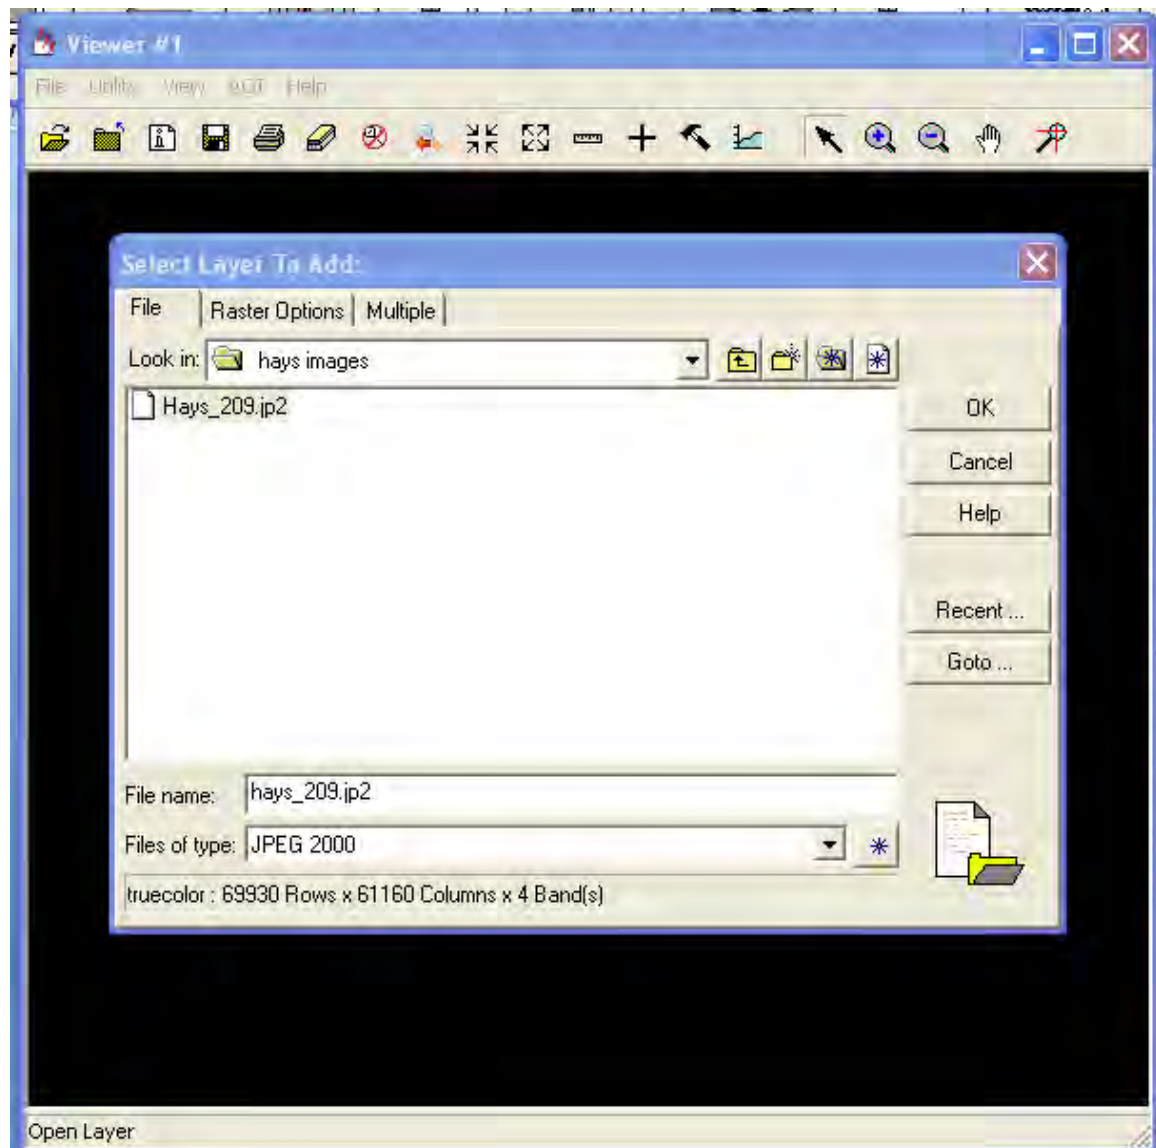 Viewer #1
File Utility View AOI Help
Select Layer To Add:
File Raster Options Multiple
Look in: hays images
Hays_209.jp2
OK
Cancel
Help
Recent ...
Goto ...
File name: hays_209.jp2
Files of type: JPEG 2000
truecolor : 69930 Rows x 61160 Columns x 4 Band(s)
Open Layer